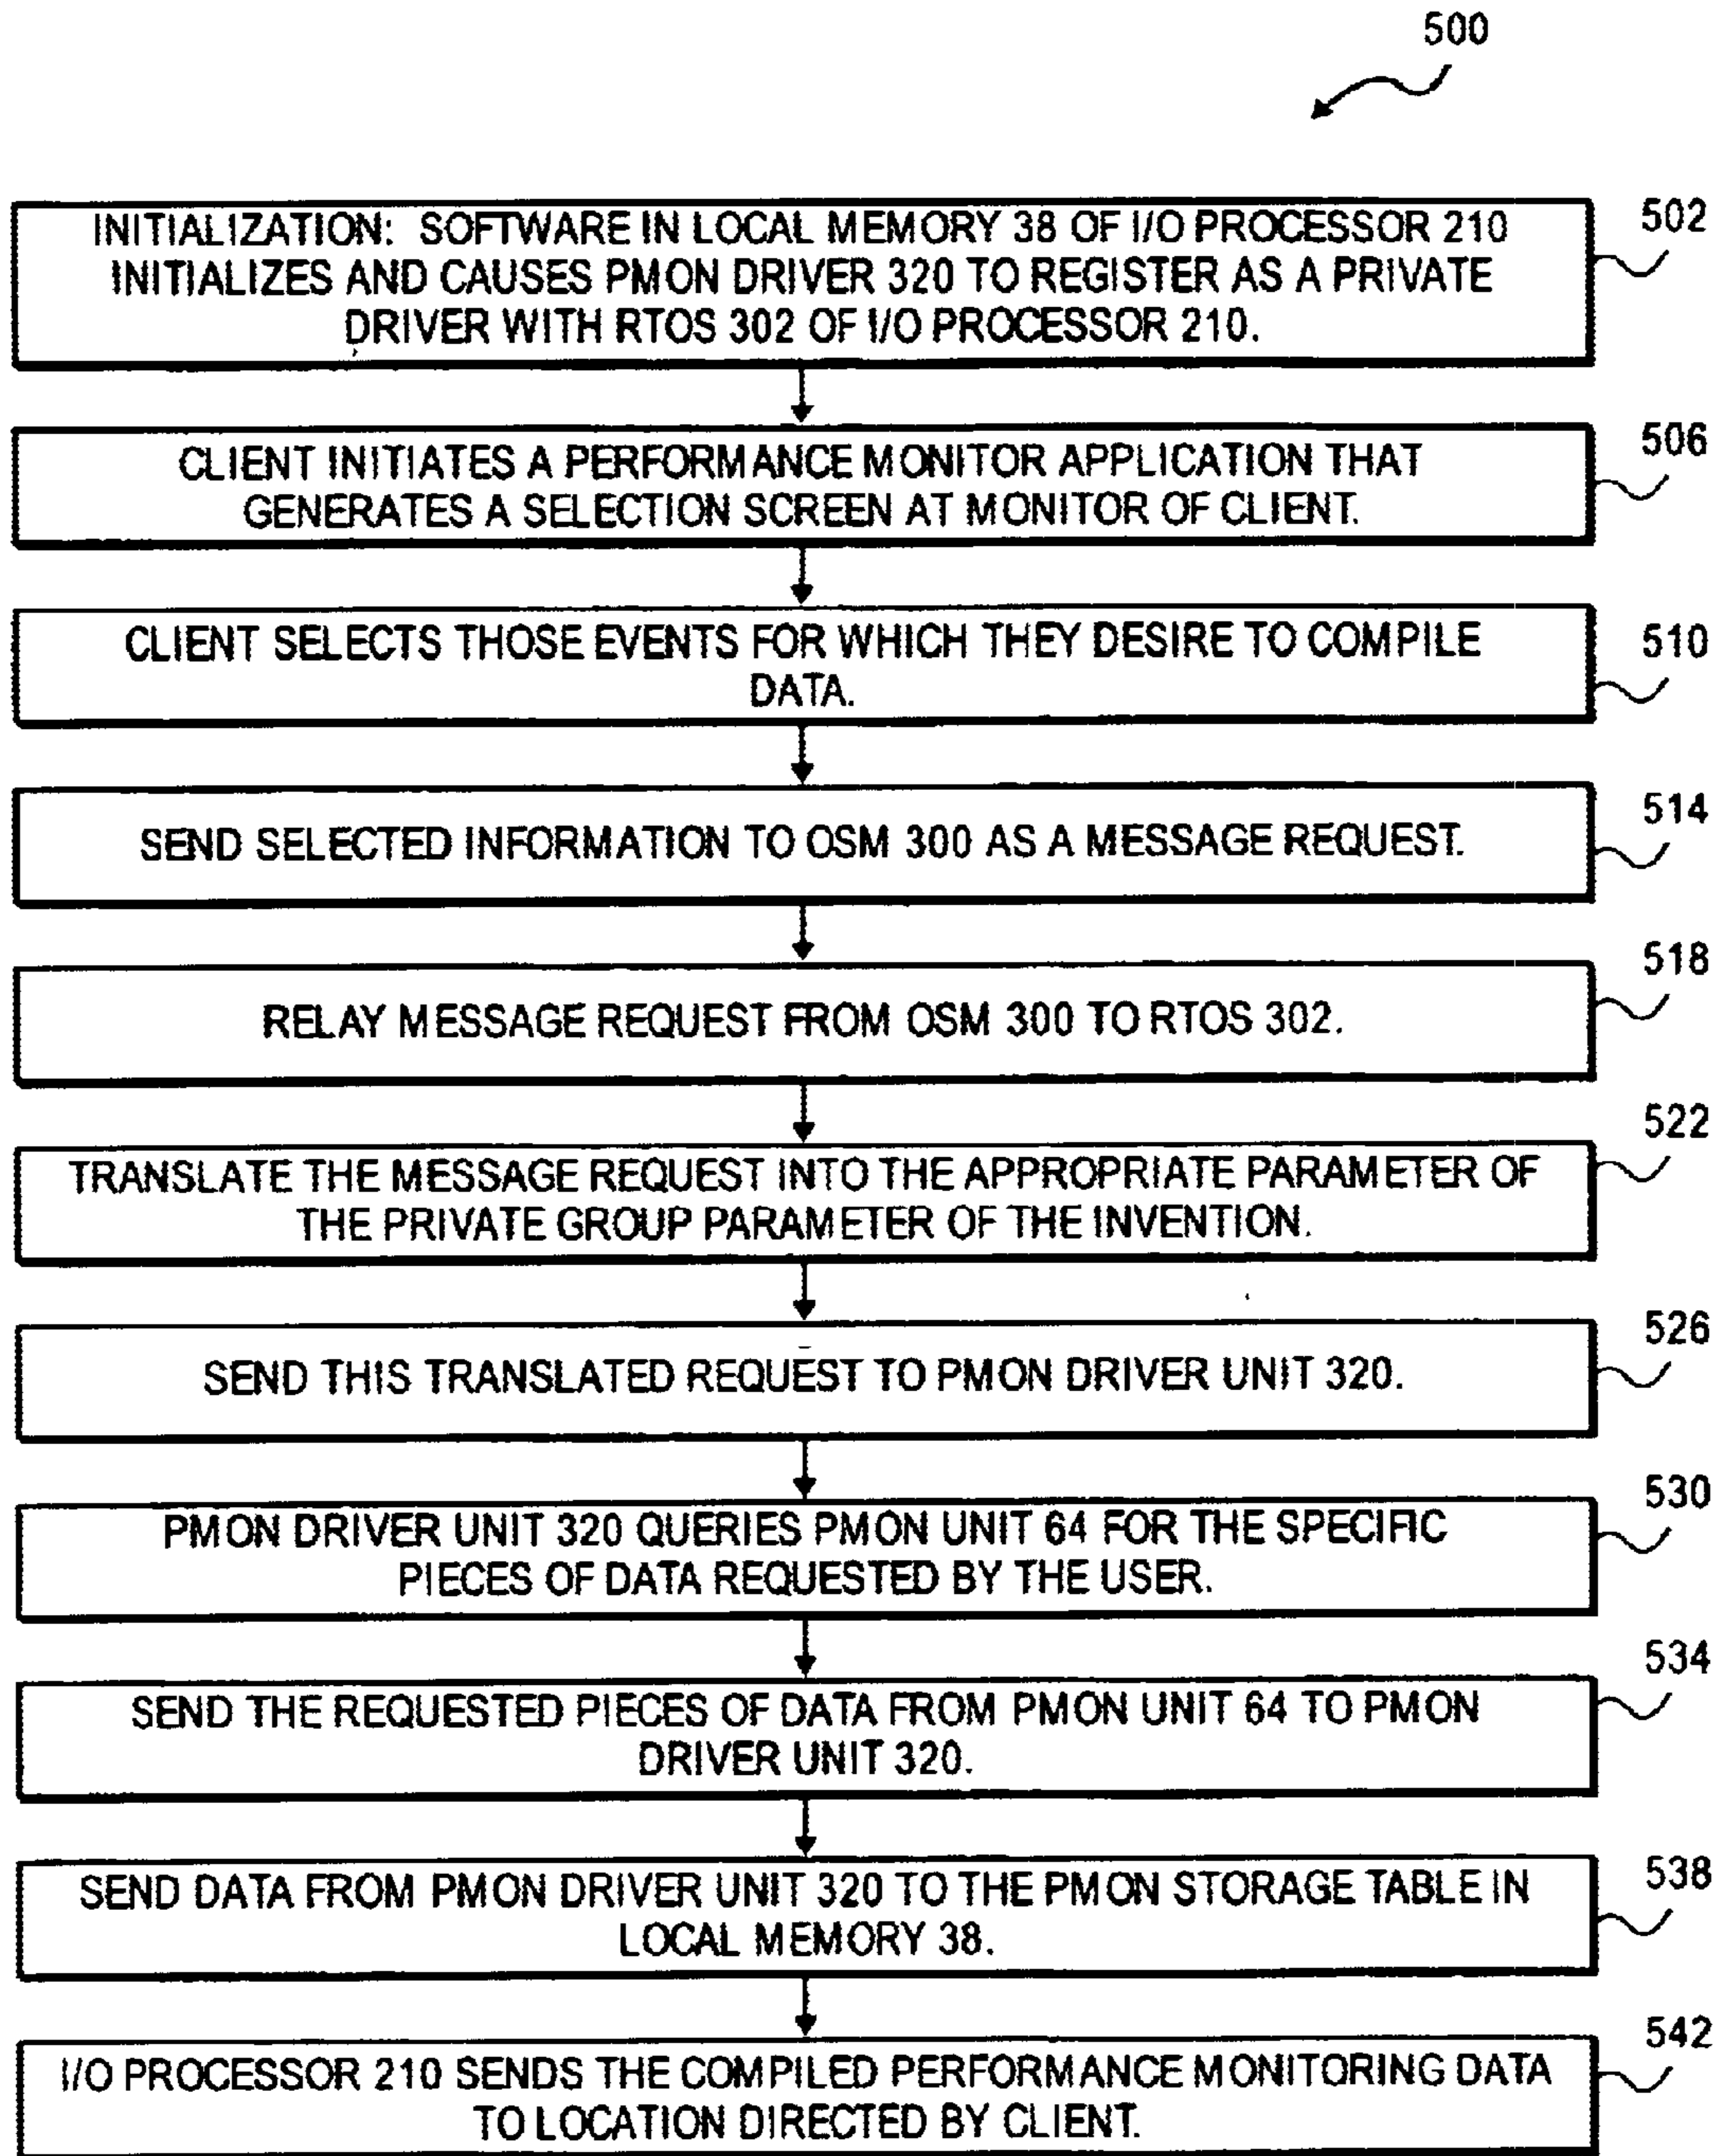 500
INITIALIZATION: SOFTWARE IN LOCAL MEMORY 38 OF I/O PROCESSOR 210
INITIALIZES AND CAUSES PMON DRIVER 320 TO REGISTER AS A PRIVATE
DRIVER WITH RTOS 302 OF I/O PROCESSOR 210.
502
CLIENT INITIATES A PERFORMANCE MONITOR APPLICATION THAT
GENERATES A SELECTION SCREEN AT MONITOR OF CLIENT.
506
CLIENT SELECTS THOSE EVENTS FOR WHICH THEY DESIRE TO COMPILE
DATA.
510
SEND SELECTED INFORMATION TO OSM 300 AS A MESSAGE REQUEST.
514
RELAY MESSAGE REQUEST FROM OSM 300 TO RTOS 302.
518
TRANSLATE THE MESSAGE REQUEST INTO THE APPROPRIATE PARAMETER OF
THE PRIVATE GROUP PARAMETER OF THE INVENTION.
522
SEND THIS TRANSLATED REQUEST TO PMON DRIVER UNIT 320.
526
PMON DRIVER UNIT 320 QUERIES PMON UNIT 64 FOR THE SPECIFIC
PIECES OF DATA REQUESTED BY THE USER.
530
SEND THE REQUESTED PIECES OF DATA FROM PMON UNIT 64 TO PMON
DRIVER UNIT 320.
534
SEND DATA FROM PMON DRIVER UNIT 320 TO THE PMON STORAGE TABLE IN
LOCAL MEMORY 38.
538
I/O PROCESSOR 210 SENDS THE COMPILED PERFORMANCE MONITORING DATA
TO LOCATION DIRECTED BY CLIENT.
542